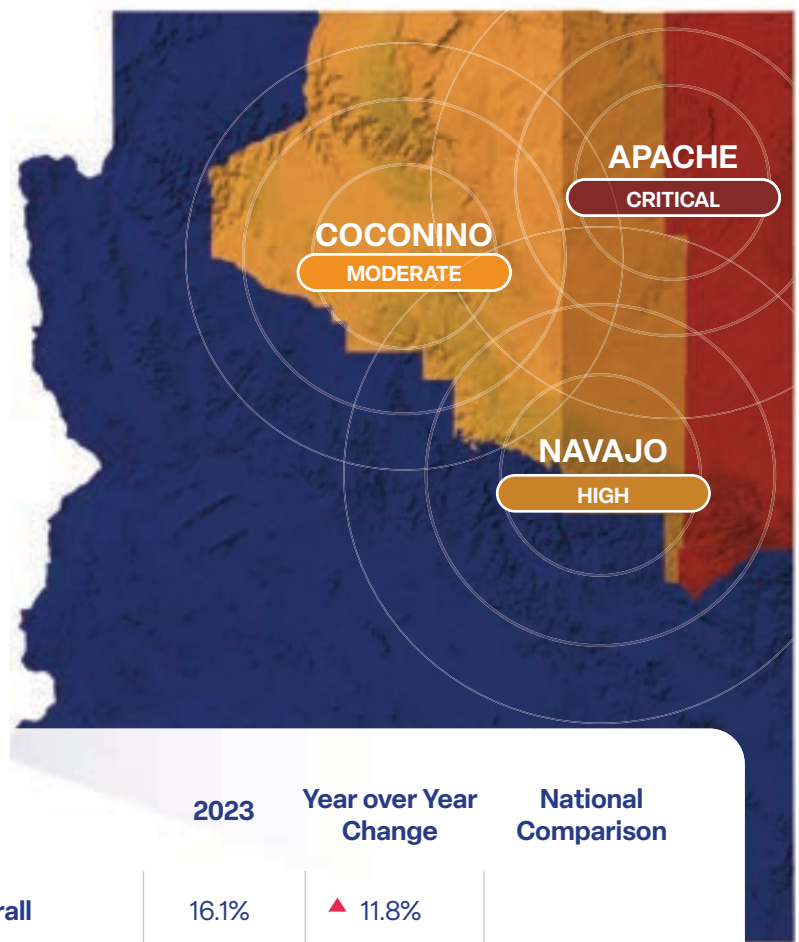 APACHE
CRITICAL
COCONINO
MODERATE
NAVAJO
HIGH
2023
Year over Year
Change
National
Comparison
rall
16.1%
▲ 11.8%